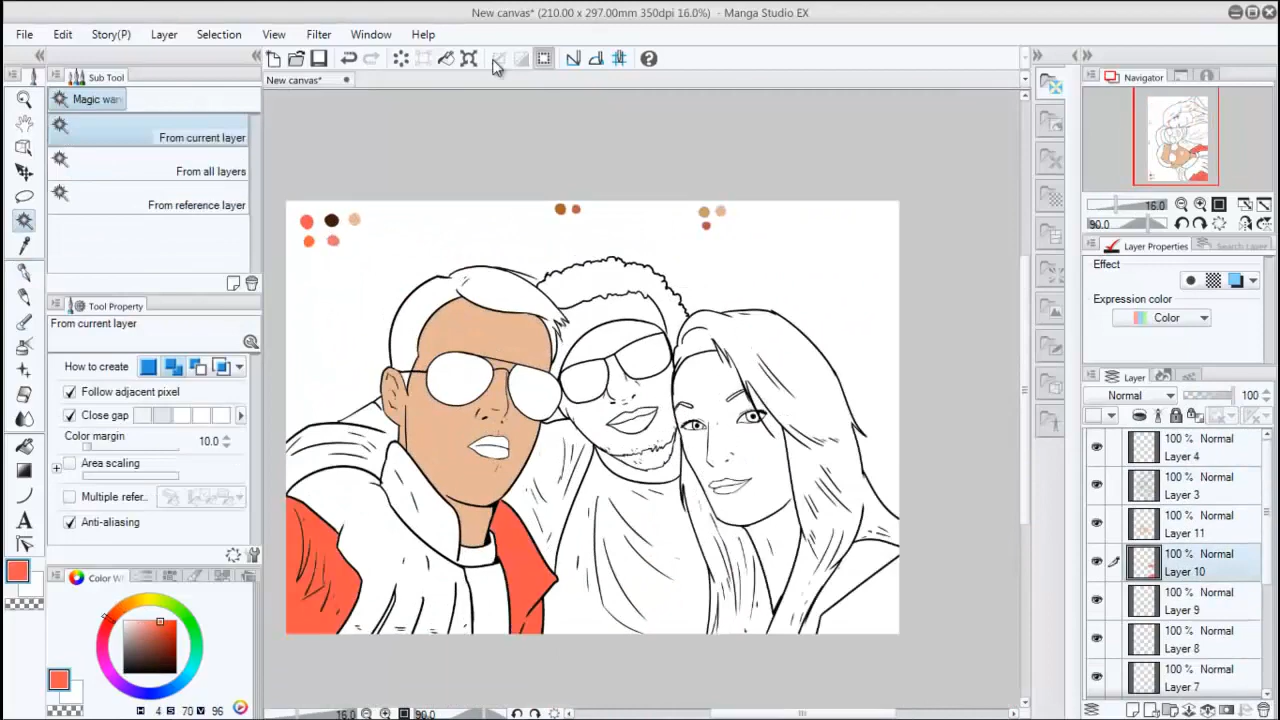 New canvas* (210.00 x 297.00mm 350dpi 16.0%) - Manga Studio EX
File Edit Story(P) Layer Selection View Filter Window Help
Sub Tool
New canvas*
Navigator
Magic wan
From current layer
From all layers
From reference layer
16.0
90.0
Layer Properties
Search Layer
Effect
Expression color
Color
Tool Property
From current layer
How to create
Follow adjacent pixel
Close gap
Color margin
10.0
Area scaling
Multiple refer..
Anti-aliasing
Layer
Normal
100
100 % Normal
Layer 4
100 % Normal
Layer 3
100 % Normal
Layer 11
100 % Normal
Layer 10
100 % Normal
Layer 9
100 % Normal
Layer 8
100 % Normal
Layer 7
Color W
H 4 S 70 V 96
16.0
90.0